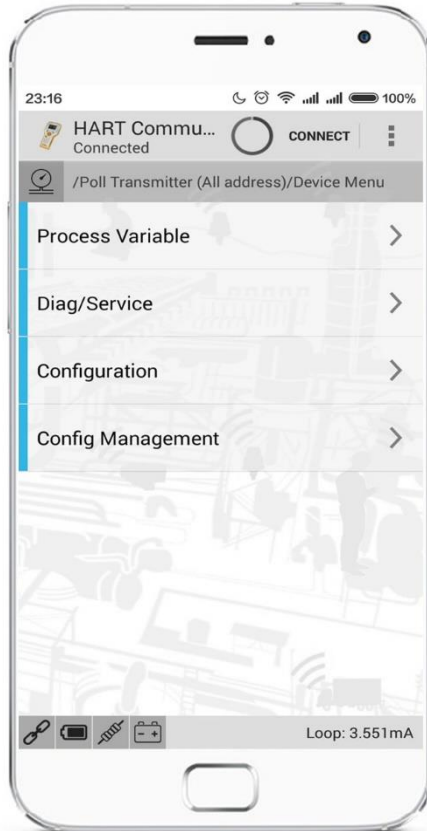 23:16 100%
HART Commu... CONNECT
Connected
/Poll Transmitter (All address)/Device Menu
Process Variable
Diag/Service
Configuration
Config Management
Loop: 3.551mA